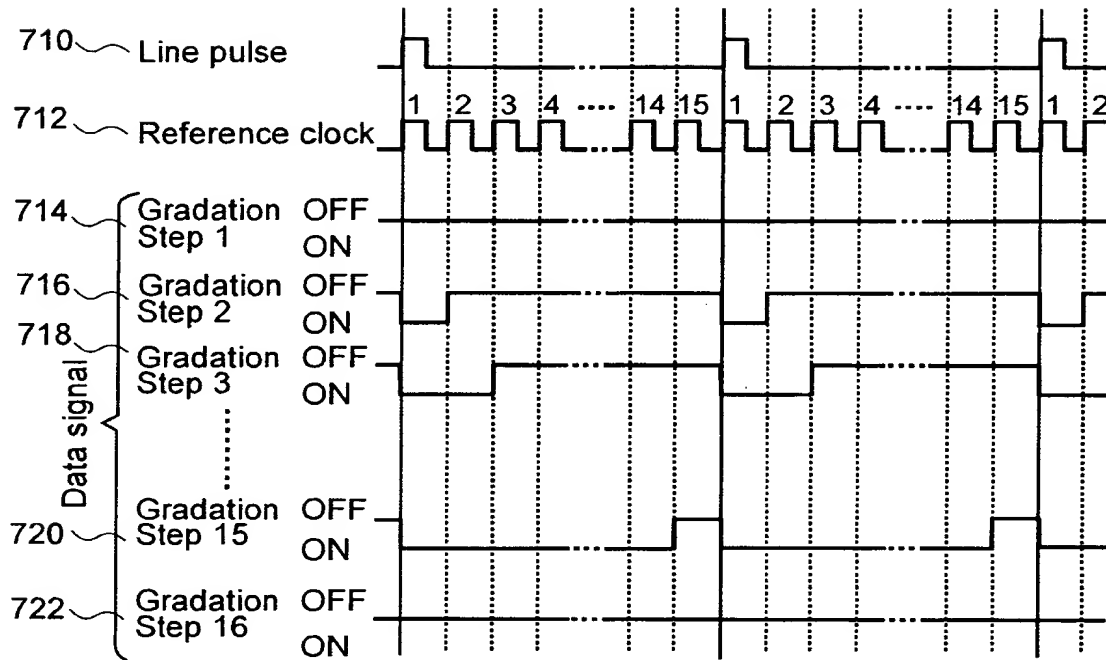 710 Line pulse
1 2 3 4 14 15 1 2 3 4 14 15 1 2
712 Reference clock
Data signal
714 Gradation Step 1 OFF ON
716 Gradation Step 2 OFF ON
718 Gradation Step 3 OFF ON
720 Gradation Step 15 OFF ON
722 Gradation Step 16 OFF ON